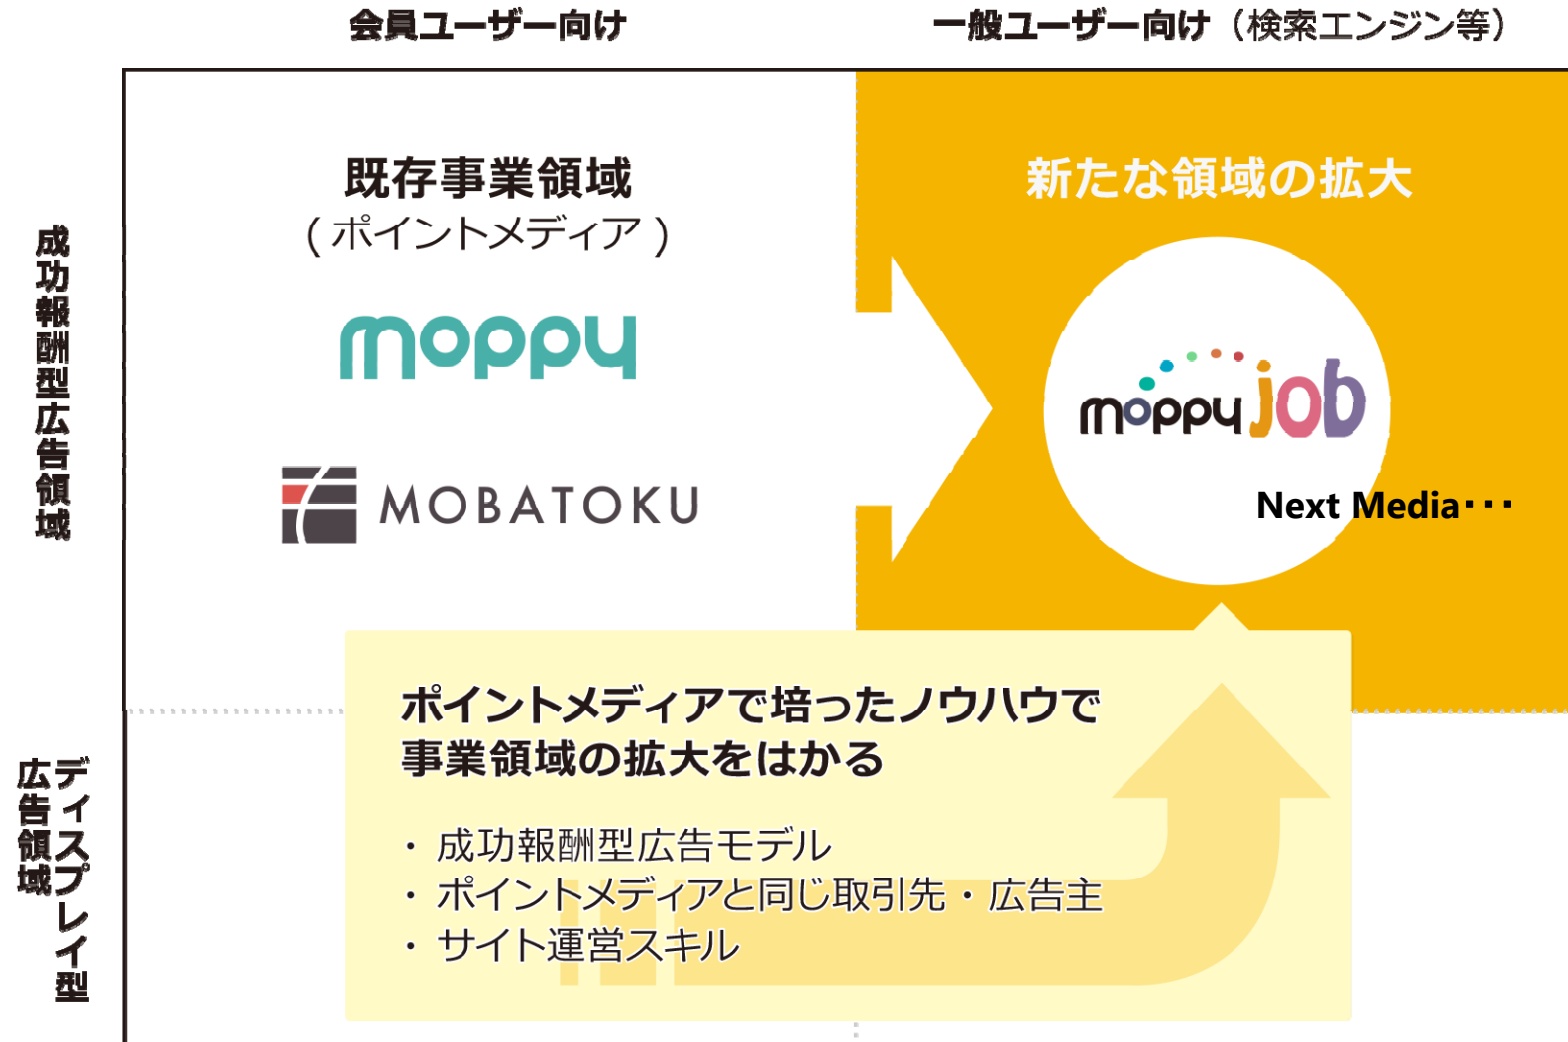 会員ユーザー向け
一般ユーザー向け（検索エンジン等）
成功報酬型広告領域
既存事業領域
(ポイントメディア)
moppy
MOBATOKU
新たな領域の拡大
moppy job
Next Media･･･
ディスプレイ型
広告領域
ポイントメディアで培ったノウハウで
事業領域の拡大をはかる
・成功報酬型広告モデル
・ポイントメディアと同じ取引先・広告主
・サイト運営スキル